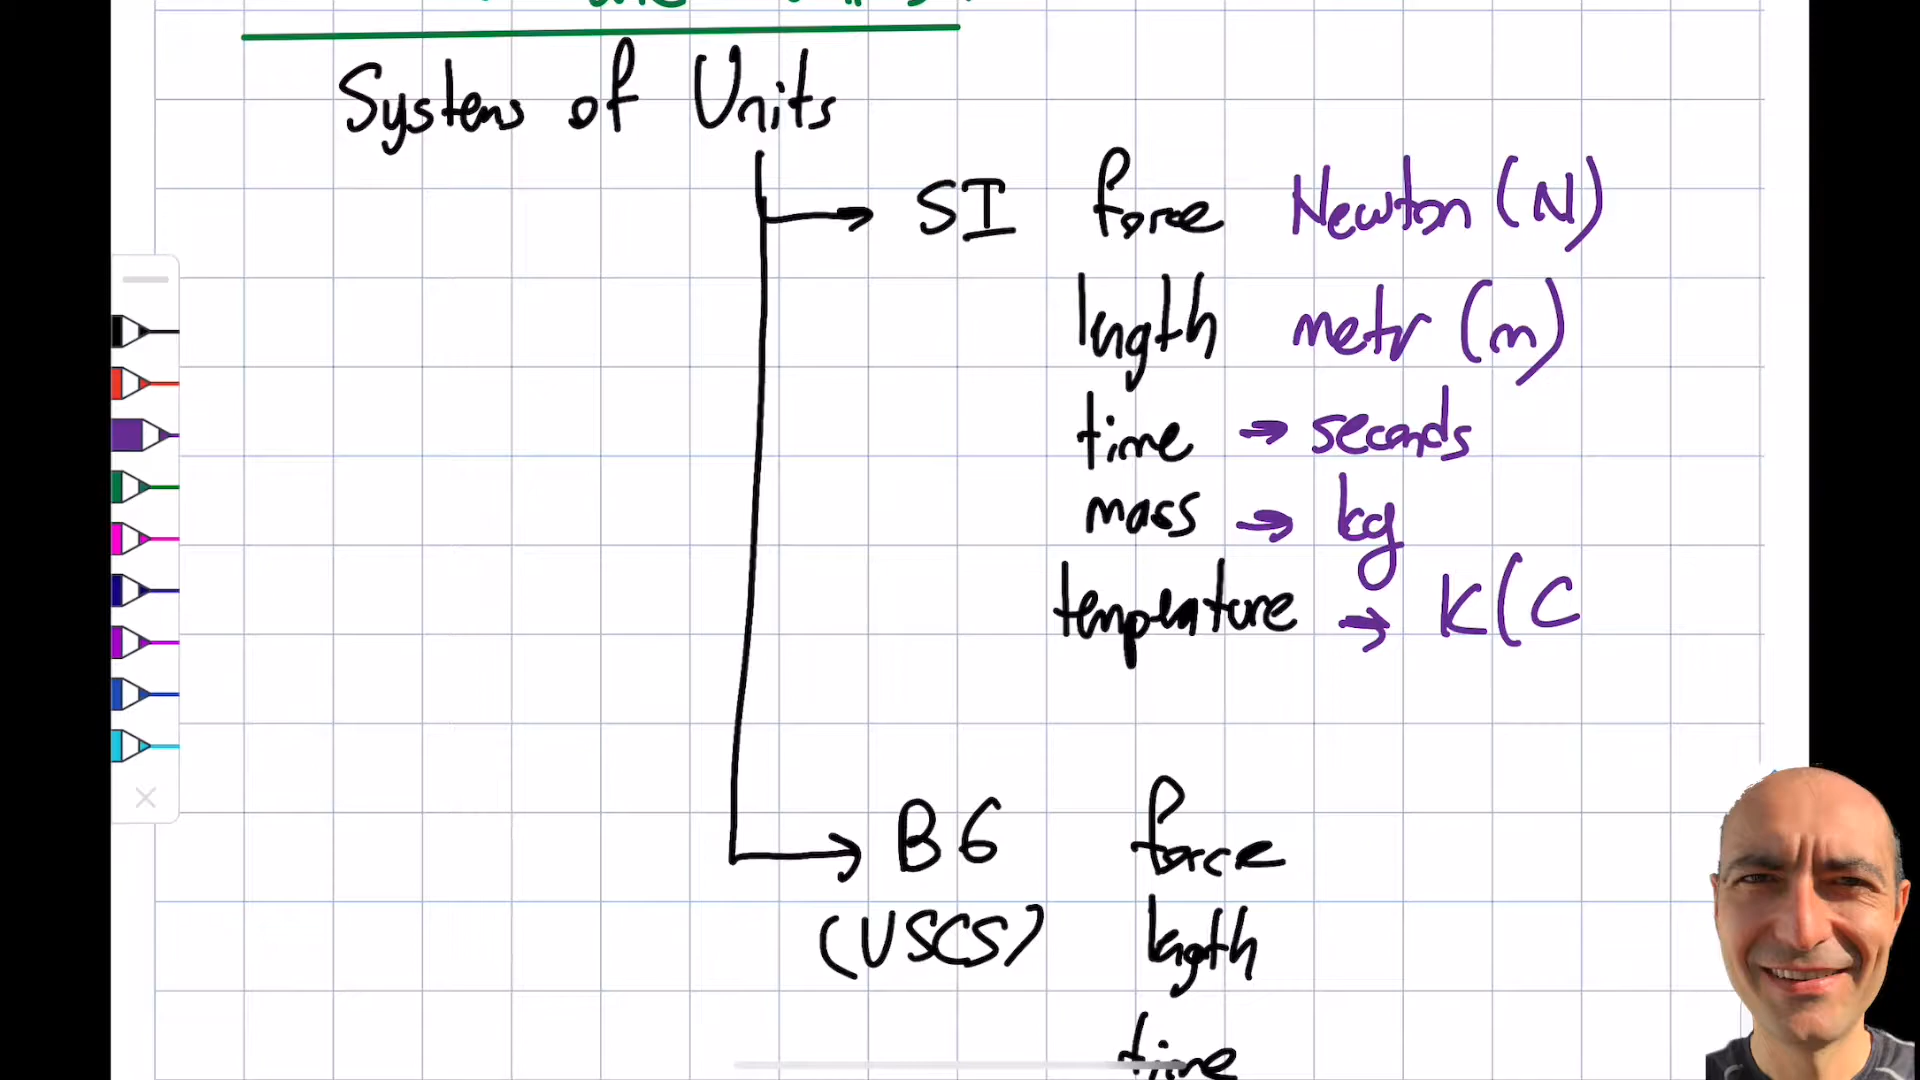 Systems of Units
SI force Newton (N)
length metr (m)
time → seconds
mass → kg
temperature → K (C
BG force
(USCS) length
time